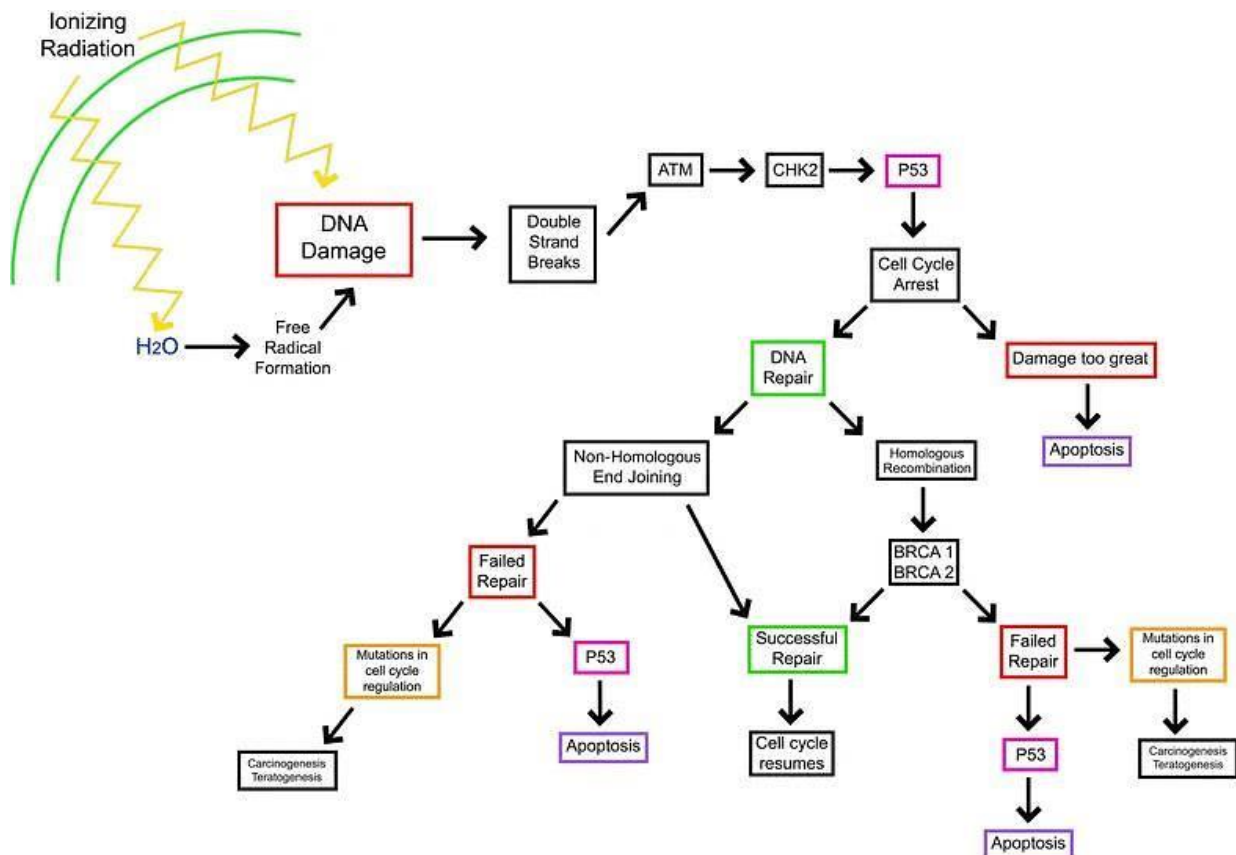 Ionizing
Radiation
DNA
Damage
H2O
Free
Radical
Formation
Double
Strand
Breaks
ATM
CHK2
P53
Cell Cycle
Arrest
DNA
Repair
Damage too great
Apoptosis
Non-Homologous
End Joining
Homologous
Recombination
BRCA 1
BRCA 2
Failed
Repair
Mutations in
cell cycle
regulation
P53
Carcinogenesis
Teratogenesis
Apoptosis
Successful
Repair
Cell cycle
resumes
Failed
Repair
Mutations in
cell cycle
regulation
P53
Carcinogenesis
Teratogenesis
Apoptosis